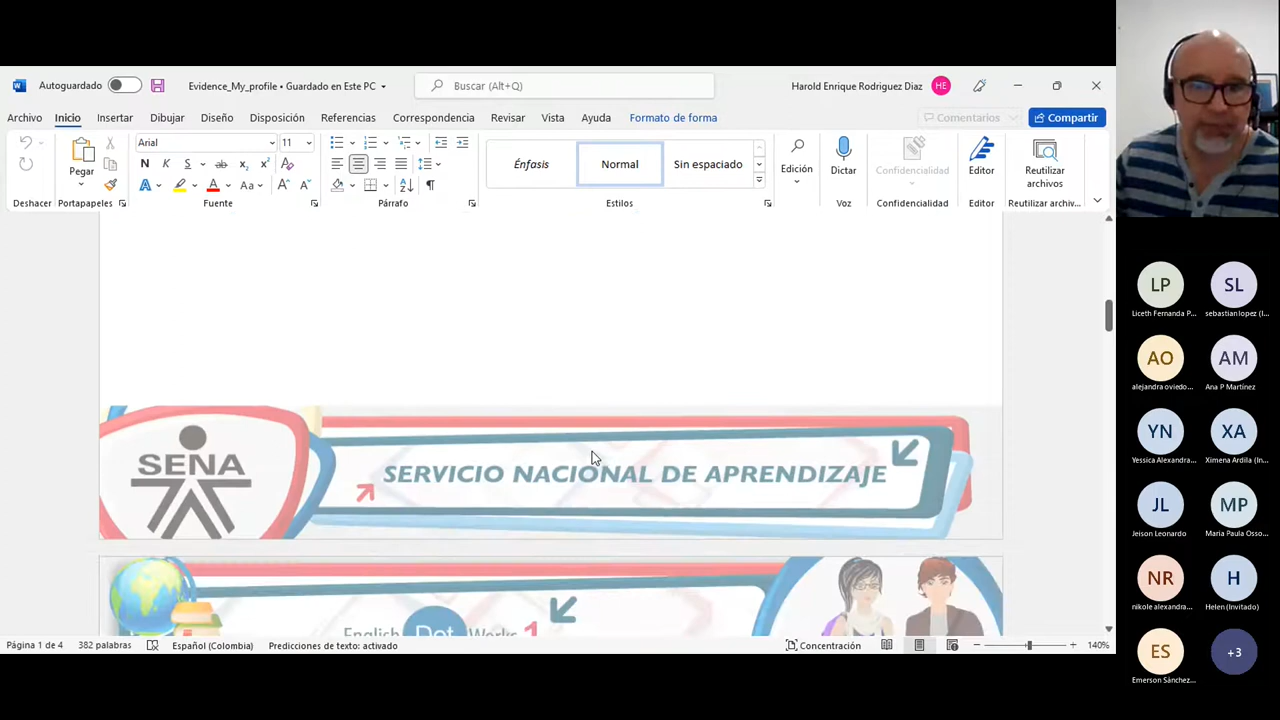 Autoguardado
Evidence_My_profile • Guardado en Este PC
Buscar (Alt+Q)
Harold Enrique Rodriguez Diaz
HE
Archivo Inicio Insertar Dibujar Diseño Disposición Referencias Correspondencia Revisar Vista Ayuda Formato de forma
Comentarios
Compartir
Pegar
Arial
11
N K S ab x₂ x²
A A Aa A A
Énfasis
Normal
Sin espaciado
Edición
Dictar
Confidencialidad
Editor
Reutilizar archivos
Deshacer Portapapeles Fuente Párrafo Estilos Voz Confidencialidad Editor Reutilizar archiv...
SENA
SERVICIO NACIONAL DE APRENDIZAJE
English Dot Works 1
Página 1 de 4
382 palabras
Español (Colombia)
Predicciones de texto: activado
Concentración
140%
LP
SL
Liceth Fernanda P...
sebastian lopez (I...
AO
AM
alejandra oviedo...
Ana P Martínez
YN
XA
Yessica Alexandra...
Ximena Ardila (In...
JL
MP
Jeison Leonardo
Maria Paula Osso...
NR
H
nikole alexandra...
Helen (Invitado)
ES
+3
Emerson Sánchez...